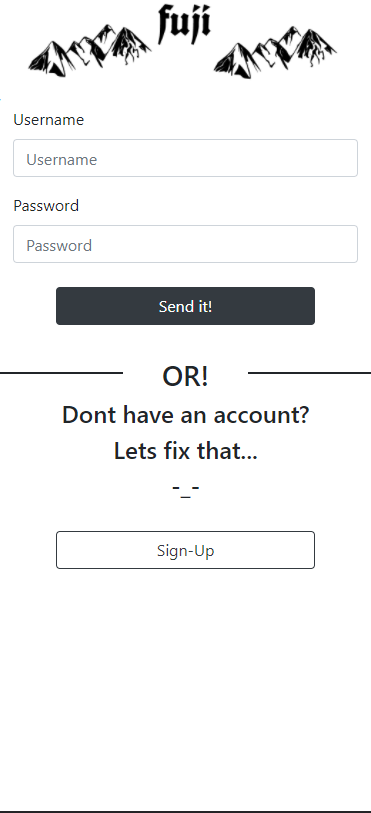 fuji
Username
Username
Password
Password
Send it!
OR!
Dont have an account?
Lets fix that...
-_-
Sign-Up